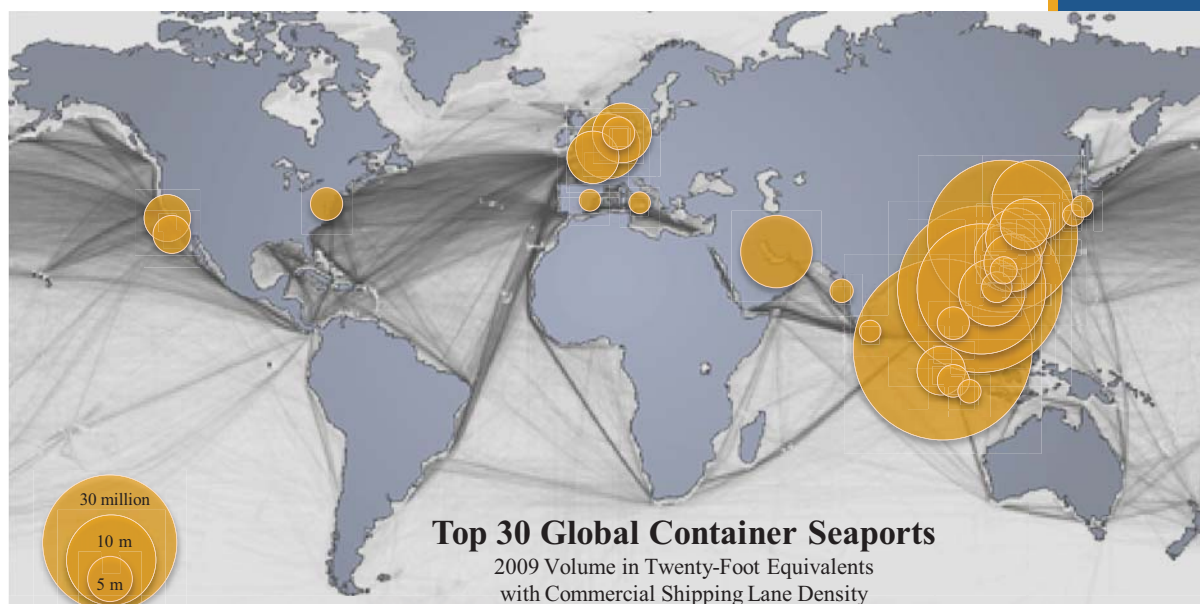 30 million
10 m
5 m
Top 30 Global Container Seaports
2009 Volume in Twenty-Foot Equivalents
with Commercial Shipping Lane Density